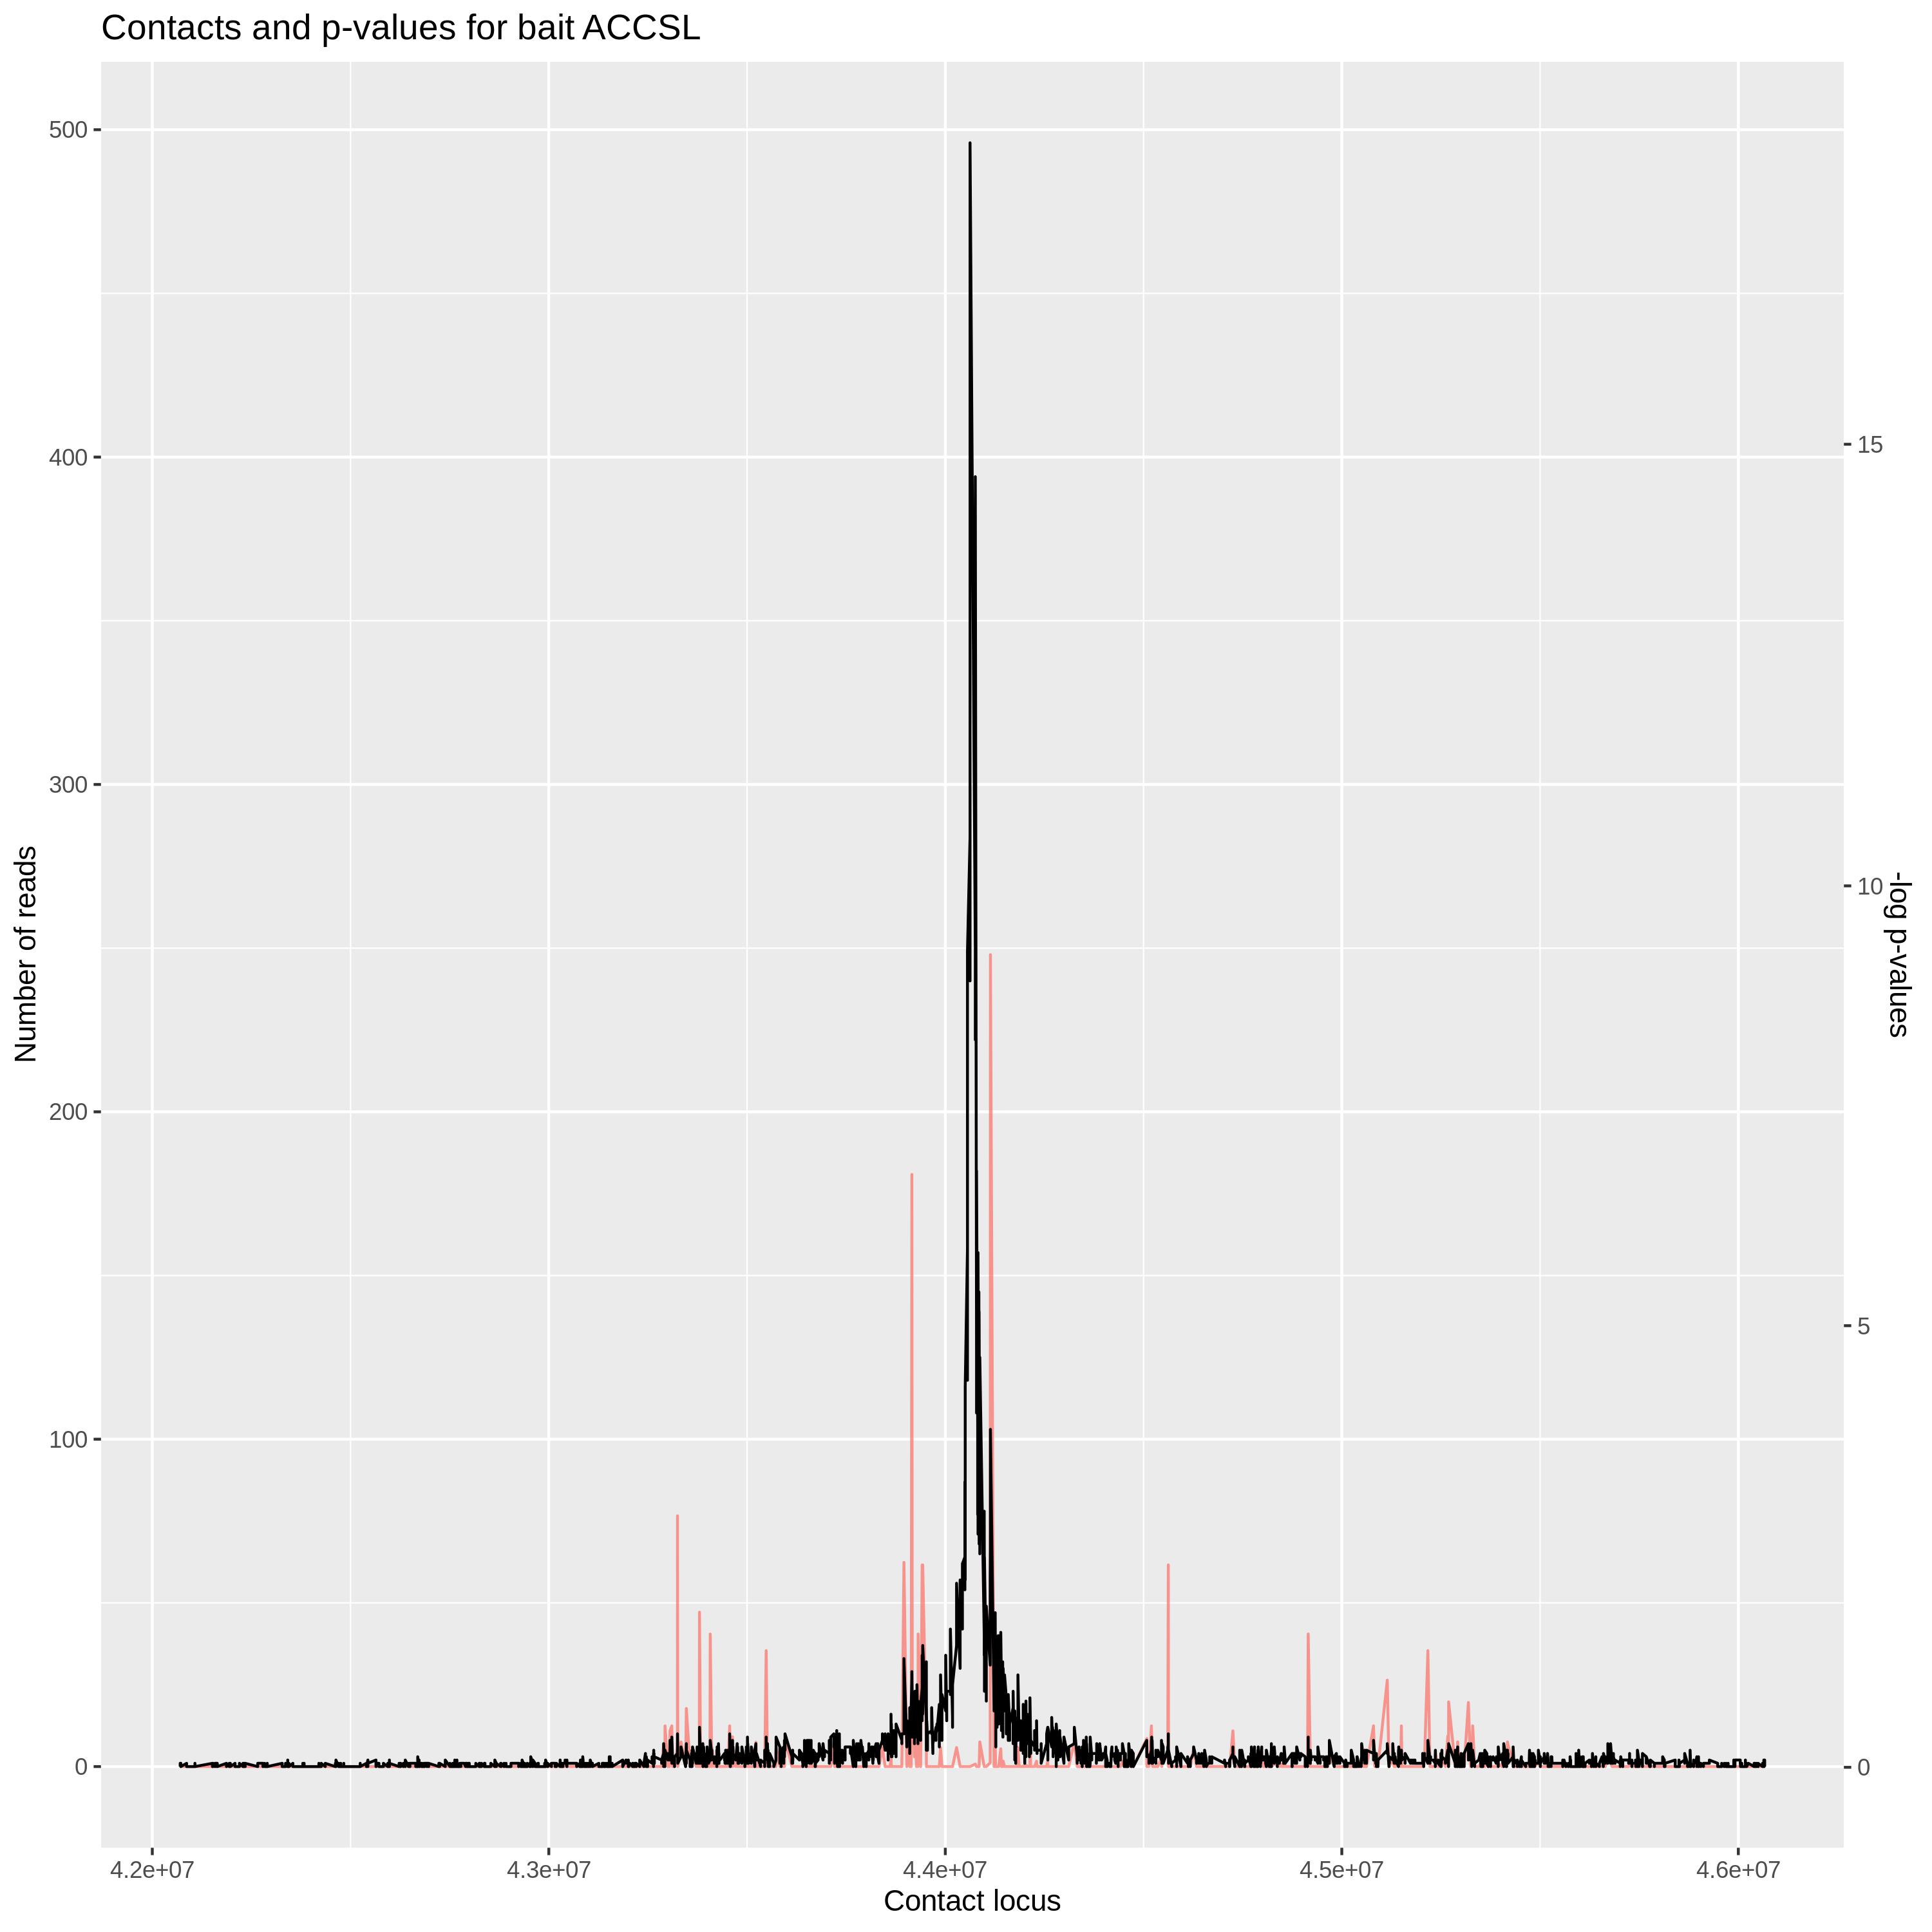 Contacts and p-values for bait ACCSL
500
400
300
200
100
0
Number of reads
15
10
5
0
-log p-values
4.2e+07
4.3e+07
4.4e+07
4.5e+07
4.6e+07
Contact locus